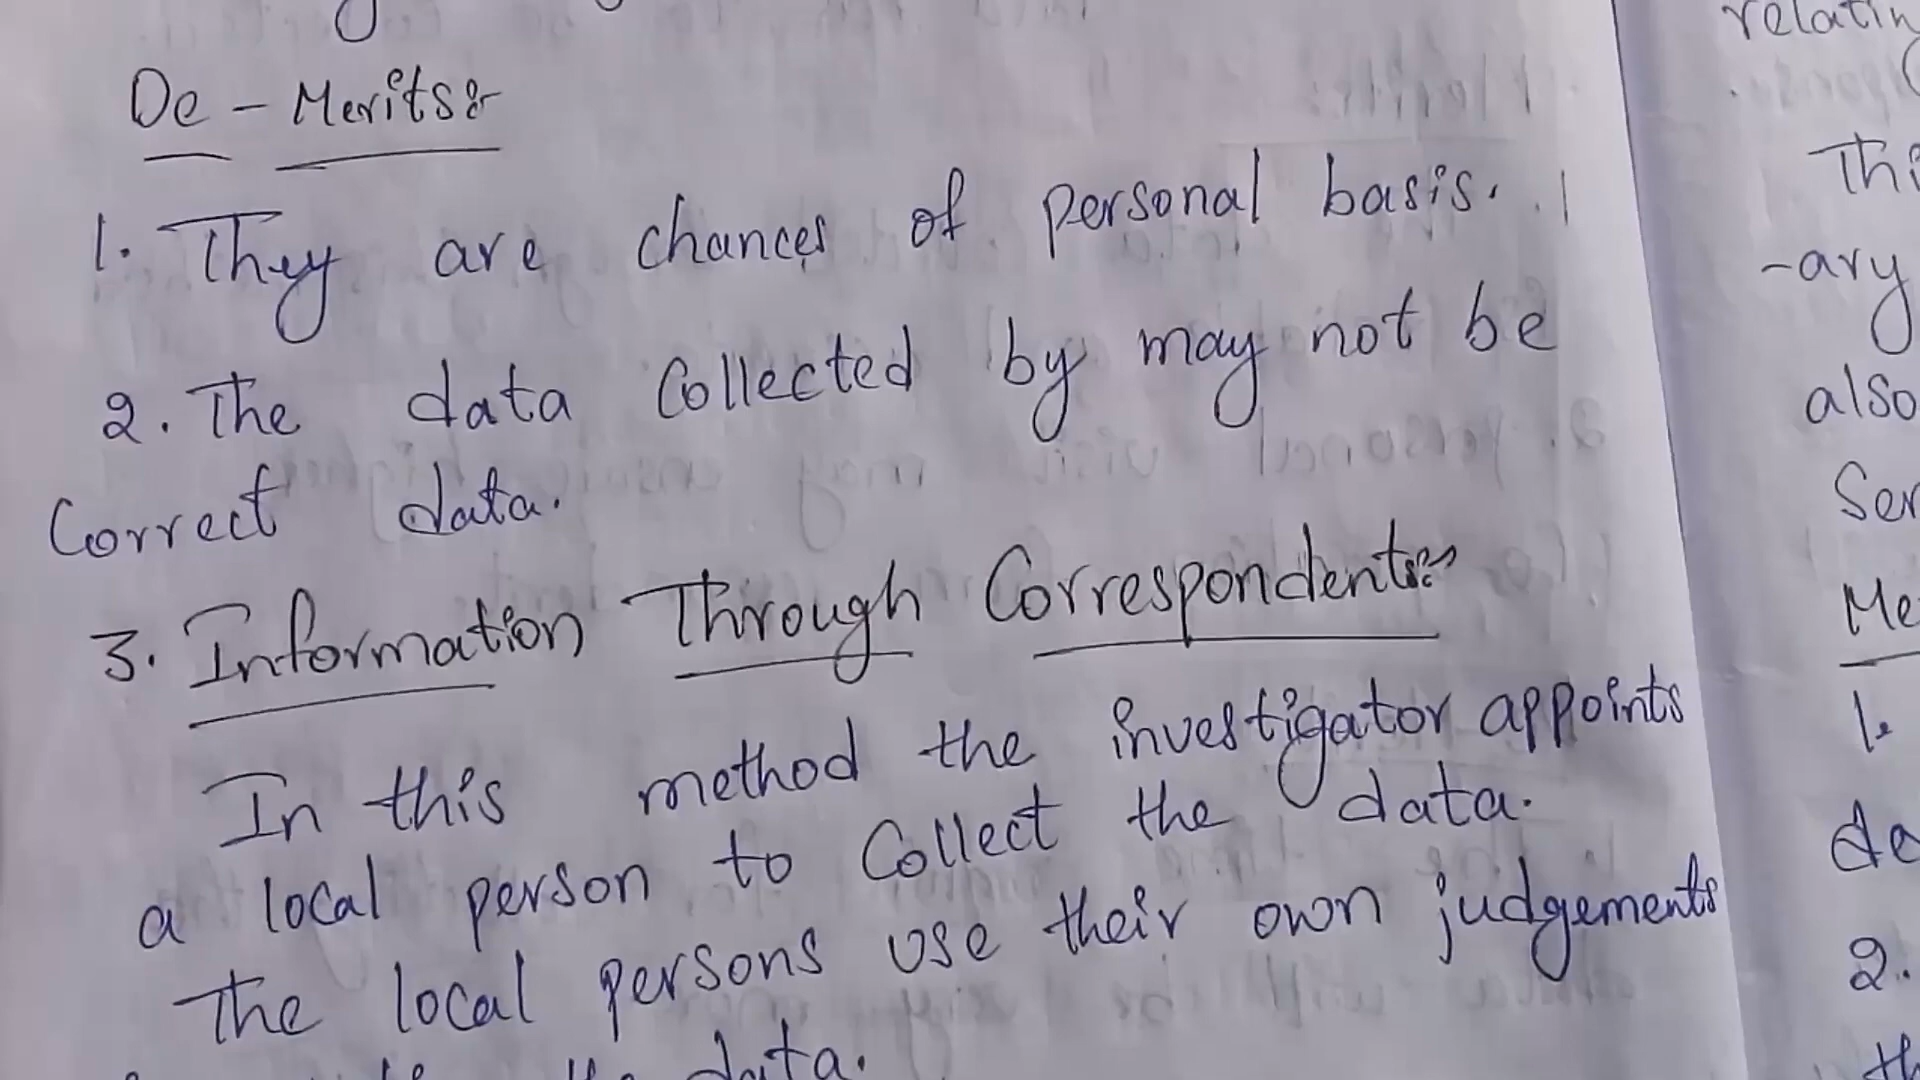 De - Merits:-
1. They are chances of personal basis.
2. The data Collected by may not be
Correct data.
3. Information Through Correspondents:-
In this method the investigator appoints
a local person to Collect the data.
The local persons use their own judgements
data.
relatin
Thi
-ary
also
Ser
Me
1.
da
2.
th